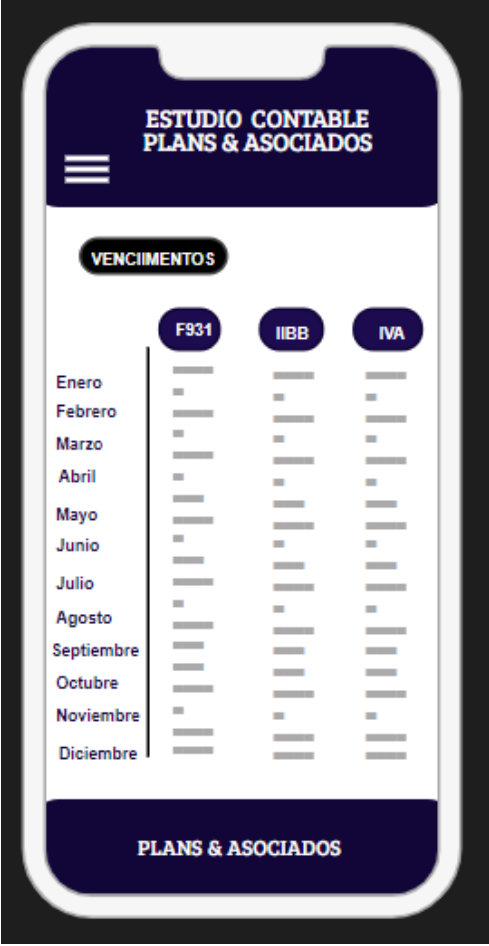 ESTUDIO CONTABLE
PLANS & ASOCIADOS
VENCIIMENTOS
F931 IIBB IVA
Enero
Febrero
Marzo
Abril
Mayo
Junio
Julio
Agosto
Septiembre
Octubre
Noviembre
Diciembre
PLANS & ASOCIADOS